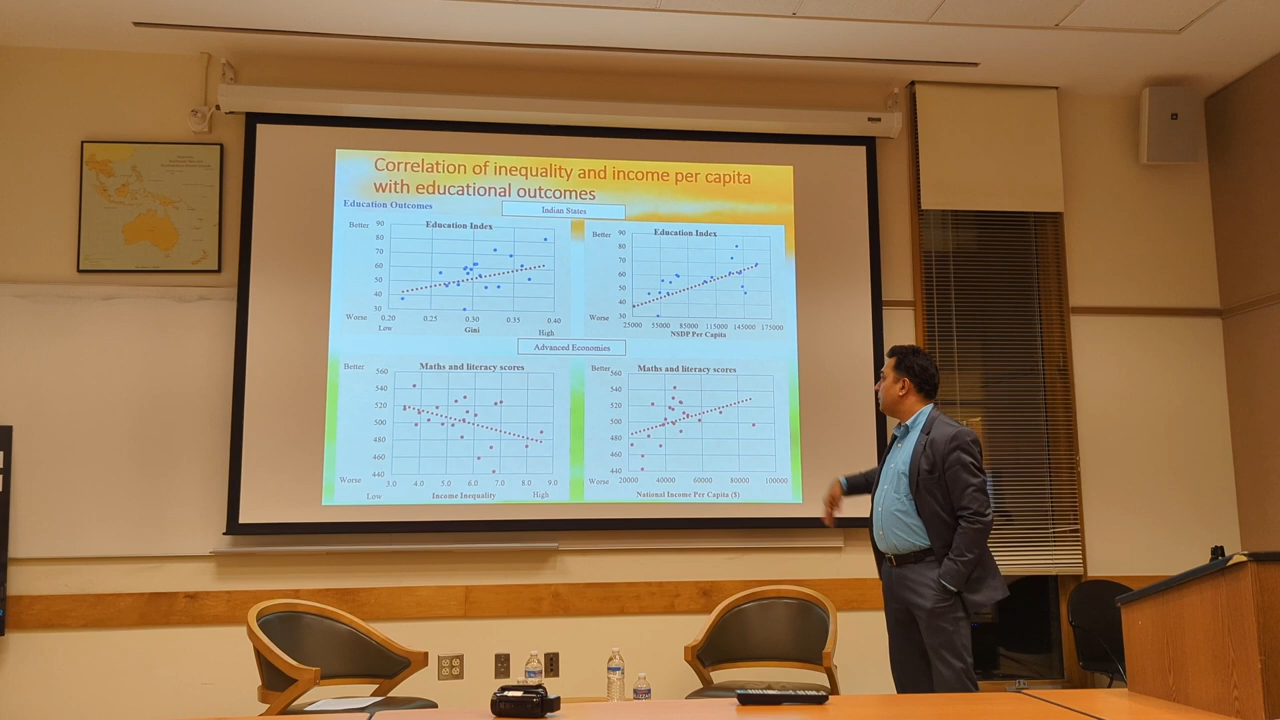 Correlation of inequality and income per capita
with educational outcomes
Education Outcomes
Indian States
Better
90
80
70
60
50
40
30
Worse
Education Index
0.20
0.25
0.30
0.35
0.40
Low
Gini
High
Better
90
80
70
60
50
40
30
Worse
Education Index
25000
55000
85000
115000
145000
175000
NSDP Per Capita
Advanced Economies
Better
560
540
520
500
480
460
440
Worse
Maths and literacy scores
3.0
4.0
5.0
6.0
7.0
8.0
9.0
Low
Income Inequality
High
Better
560
540
520
500
480
460
440
Worse
Maths and literacy scores
20000
40000
60000
80000
100000
National Income Per Capita ($)